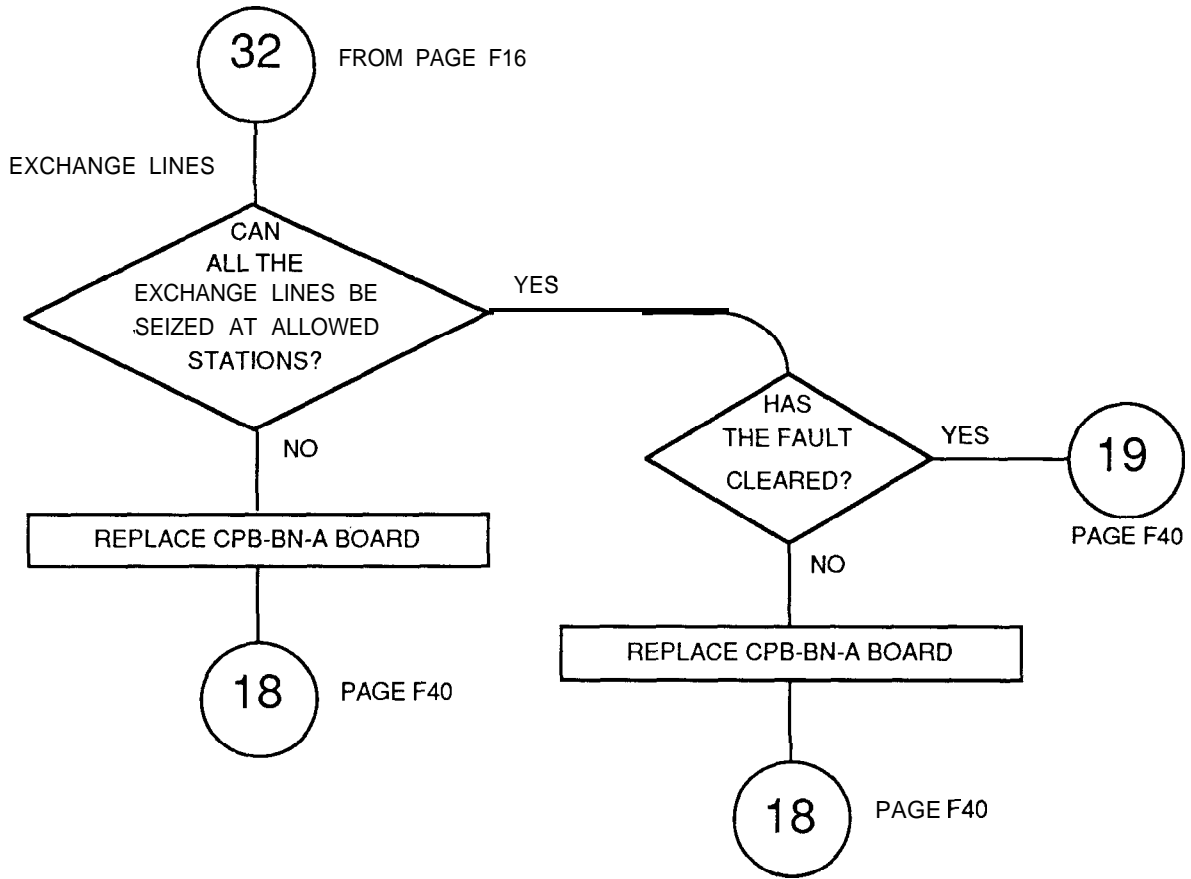 32
FROM PAGE F16
EXCHANGE LINES
CAN
ALL THE
EXCHANGE LINES BE
SEIZED AT ALLOWED
STATIONS?
YES
NO
REPLACE CPB-BN-A BOARD
18
PAGE F40
HAS
THE FAULT
CLEARED?
YES
19
PAGE F40
NO
REPLACE CPB-BN-A BOARD
18
PAGE F40